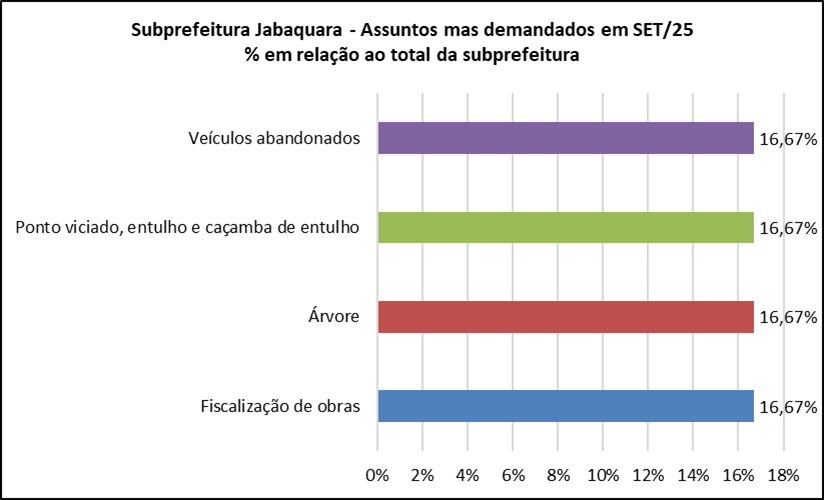 Subprefeitura Jabaquara - Assuntos mas demandados em SET/25
% em relação ao total da subprefeitura
Veículos abandonados
16,67%
Ponto viciado, entulho e caçamba de entulho
16,67%
Árvore
16,67%
Fiscalização de obras
16,67%
0% 2% 4% 6% 8% 10% 12% 14% 16% 18%